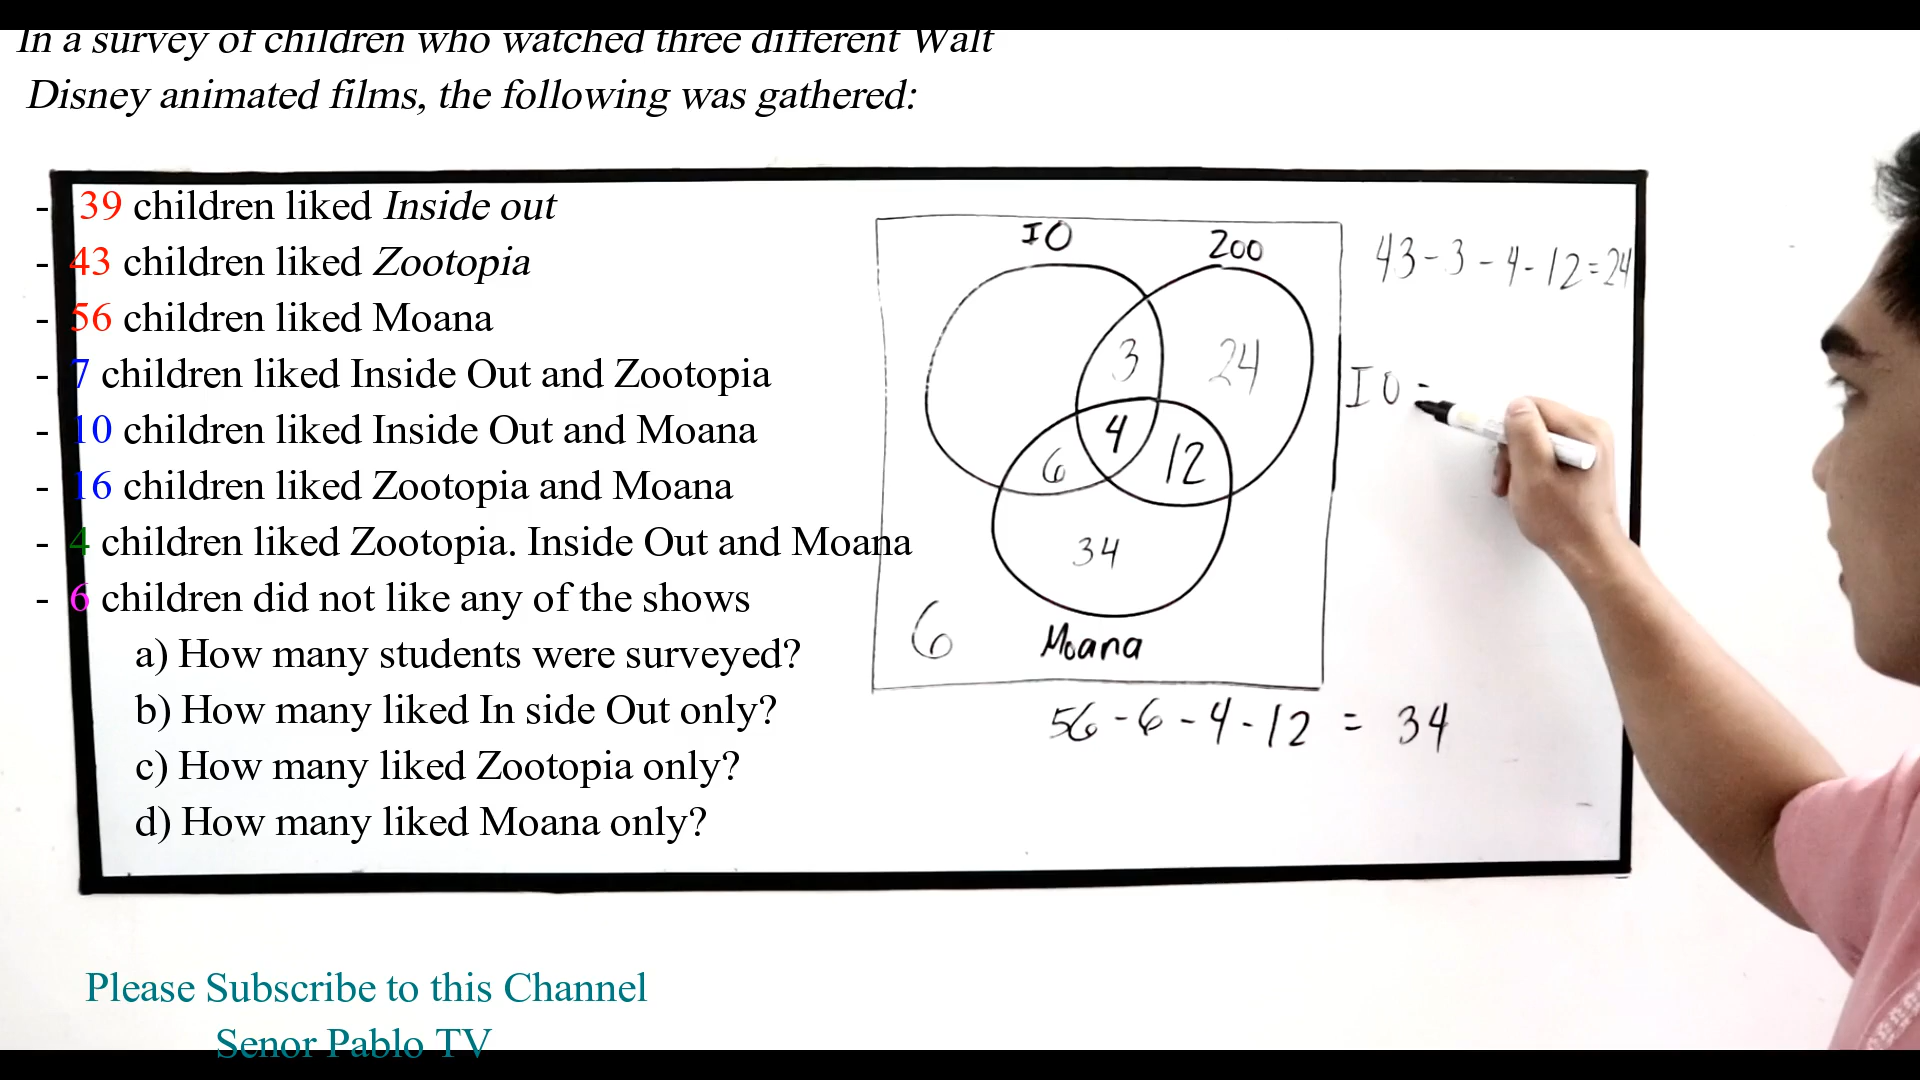 In a survey of children who watched three different Walt
Disney animated films, the following was gathered:
- 39 children liked Inside out
- 43 children liked Zootopia
- 56 children liked Moana
- 7 children liked Inside Out and Zootopia
- 10 children liked Inside Out and Moana
- 16 children liked Zootopia and Moana
- 4 children liked Zootopia. Inside Out and Moana
- 6 children did not like any of the shows
a) How many students were surveyed?
b) How many liked In side Out only?
c) How many liked Zootopia only?
d) How many liked Moana only?
IO
Zoo
3
24
4
6
12
34
6
Moana
43-3-4-12=24
IO =
56-6-4-12 = 34
Please Subscribe to this Channel
Senor Pablo TV